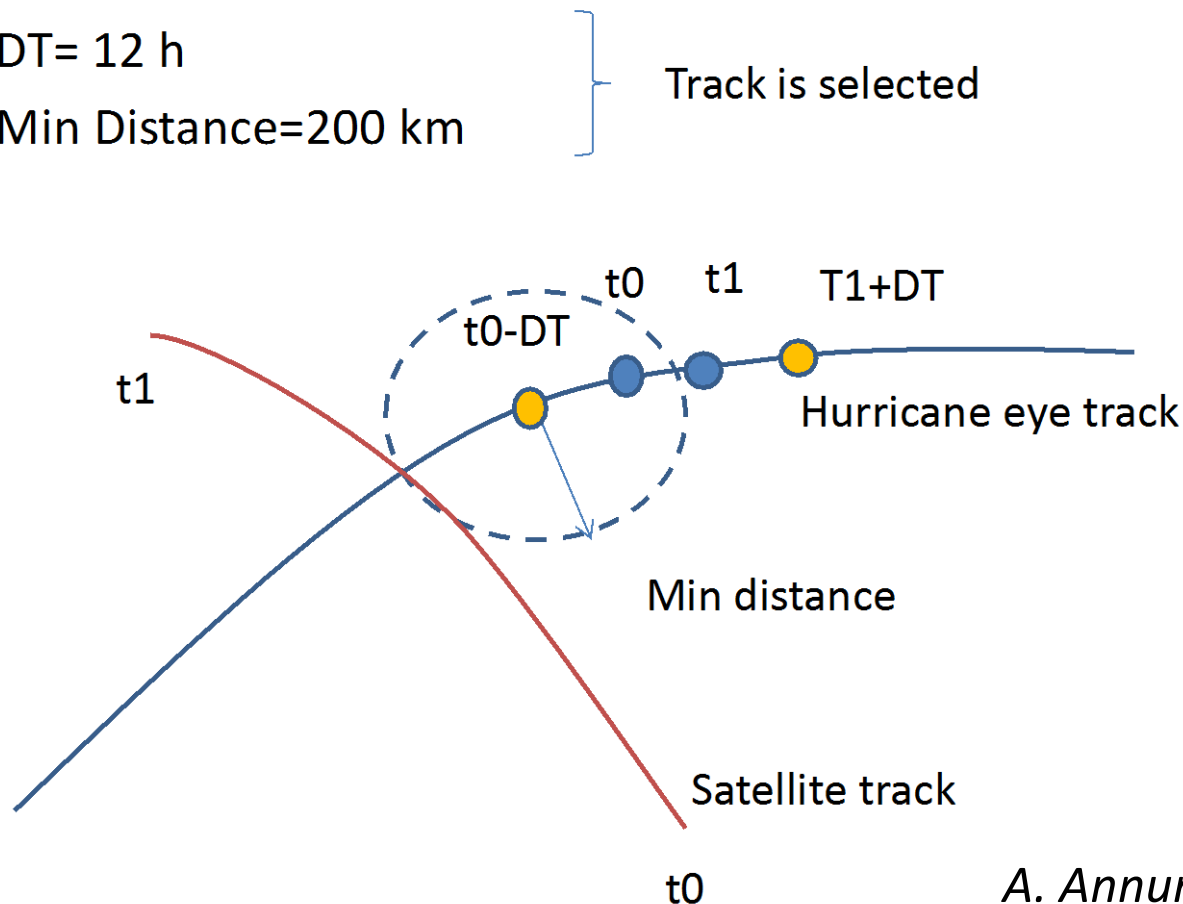 DT= 12 h
Track is selected
Min Distance=200 km
t0
t1
T1+DT
t0-DT
t1
Hurricane eye track
Min distance
Satellite track
t0
A. Annun